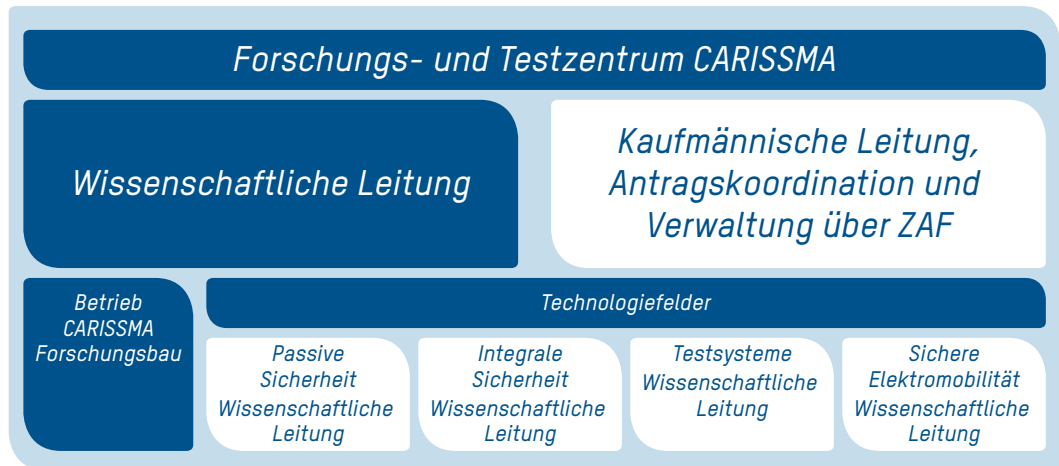 Forschungs- und Testzentrum CARISSMA
Wissenschaftliche Leitung
Kaufmännische Leitung,
Antragskoordination und
Verwaltung über ZAF
Betrieb
CARISSMA
Forschungsbau
Technologiefelder
Passive
Sicherheit
Wissenschaftliche
Leitung
Integrale
Sicherheit
Wissenschaftliche
Leitung
Testsysteme
Wissenschaftliche
Leitung
Sichere
Elektromobilität
Wissenschaftliche
Leitung